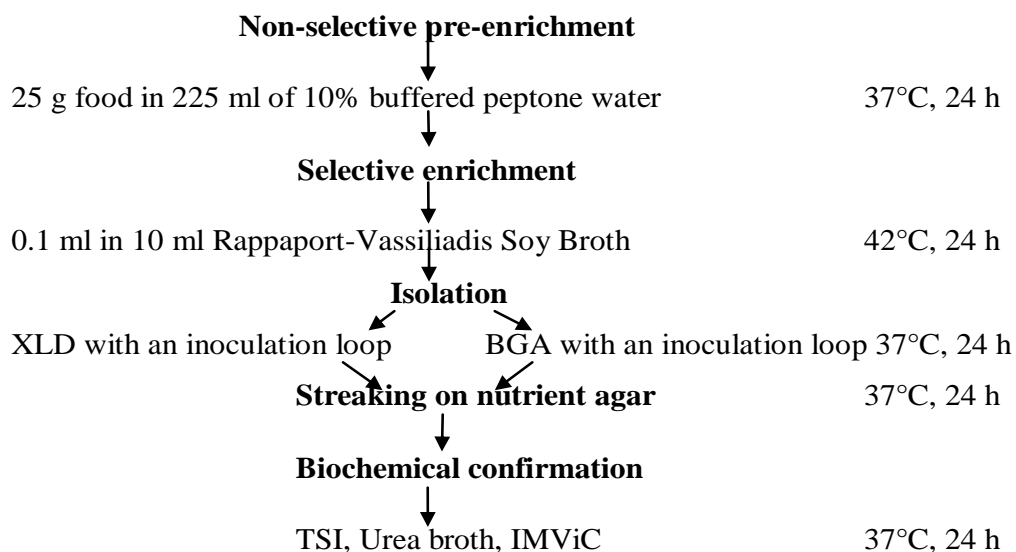 Non-selective pre-enrichment
25 g food in 225 ml of 10% buffered peptone water 37°C, 24 h
Selective enrichment
0.1 ml in 10 ml Rappaport-Vassiliadis Soy Broth 42°C, 24 h
Isolation
XLD with an inoculation loop BGA with an inoculation loop 37°C, 24 h
Streaking on nutrient agar 37°C, 24 h
Biochemical confirmation
TSI, Urea broth, IMViC 37°C, 24 h